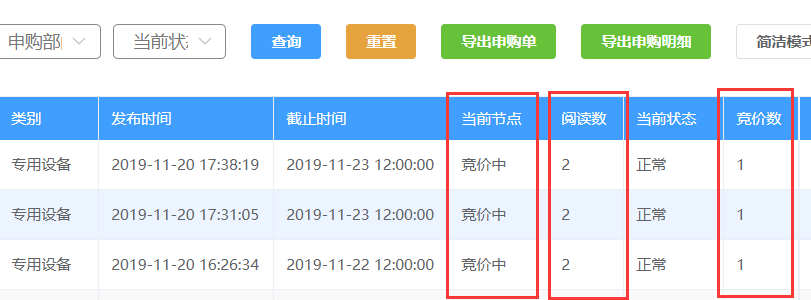 申购部 当前状 查询 重置 导出申购单 导出申购明细 简洁模式
类别 发布时间 截止时间 当前节点 阅读数 当前状态 竞价数
专用设备 2019-11-20 17:38:19 2019-11-23 12:00:00 竞价中 2 正常 1
专用设备 2019-11-20 17:31:05 2019-11-23 12:00:00 竞价中 2 正常 1
专用设备 2019-11-20 16:26:34 2019-11-22 12:00:00 竞价中 2 正常 1